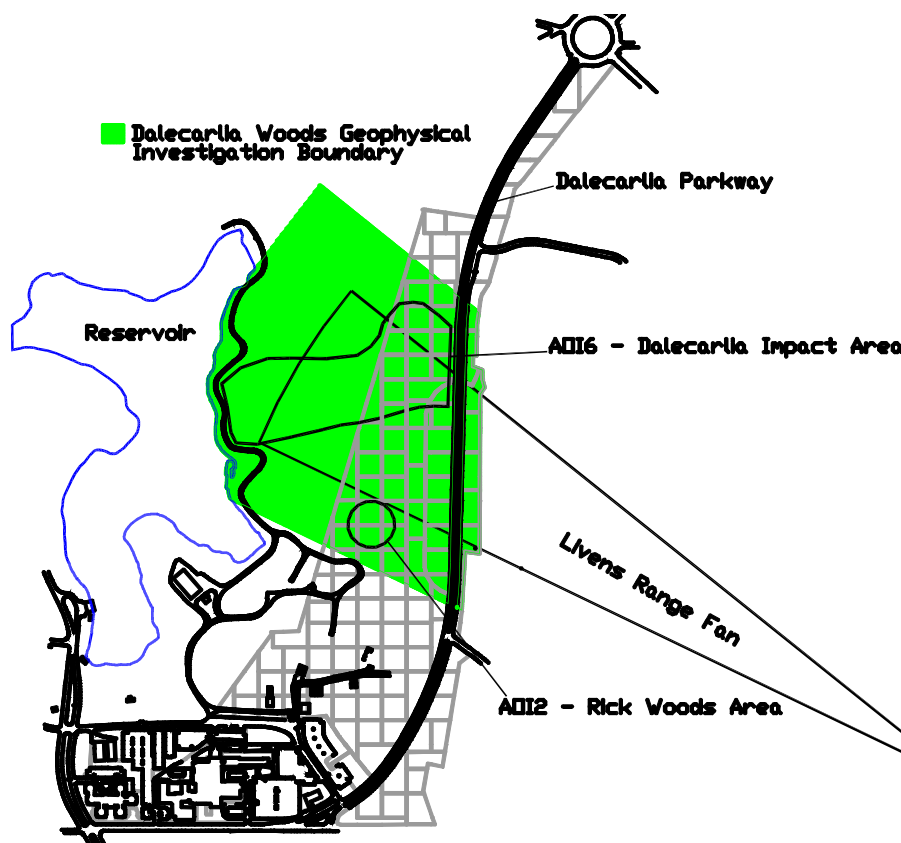 Dalecarlia Woods Geophysical
Investigation Boundary
Dalecarlia Parkway
Reservoir
AOI6 - Dalecarlia Impact Area
Livens Range Fan
AOI2 - Rick Woods Area